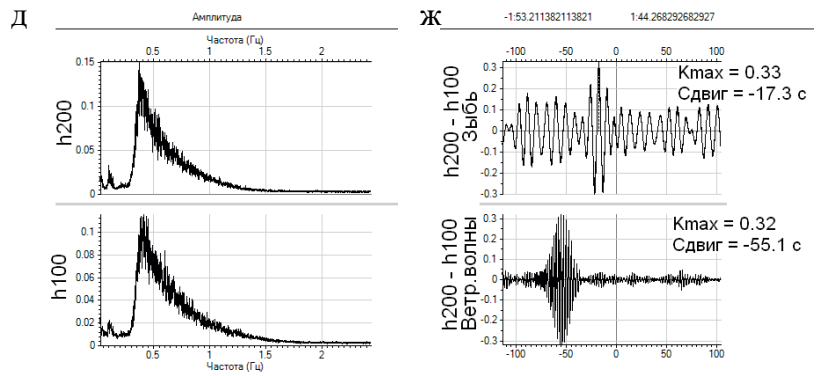 Д
Амплитуда
Частота (Гц)
0.5 1 1.5 2
0.15
0.1
0.05
0
h200
0.1
0.08
0.06
0.04
0.02
0
h100
0.5 1 1.5 2
Частота (Гц)
Ж
-1:53.211382113821 1:44.268292682927
-100 -50 0 50 100
0.3
0.2
0.1
0
-0.1
-0.2
-0.3
h200 - h100
Зыбь
Kmax = 0.33
Сдвиг = -17.3 с
0.3
0.2
0.1
0
-0.1
-0.2
-0.3
h200 - h100
Ветр.волны
Kmax = 0.32
Сдвиг = -55.1 с
-100 -50 0 50 100